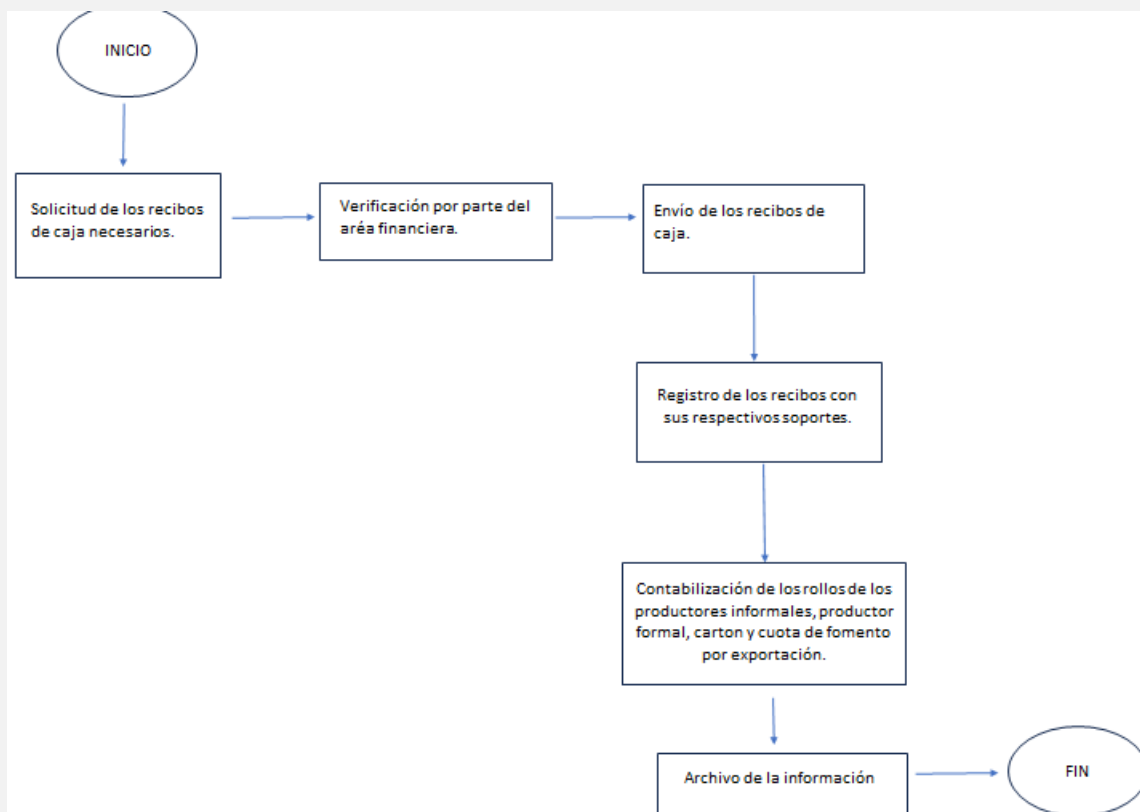 INICIO
Solicitud de los recibos
de caja necesarios.
Verificación por parte del
aréa financiera.
Envío de los recibos de
caja.
Registro de los recibos con
sus respectivos soportes.
Contabilización de los rollos de los
productores informales, productor
formal, carton y cuota de fomento
por exportación.
Archivo de la información
FIN